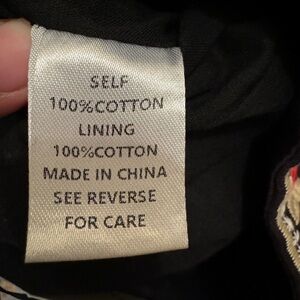 SELF
100%COTTON
LINING
100%COTTON
MADE IN CHINA
SEE REVERSE
FOR CARE